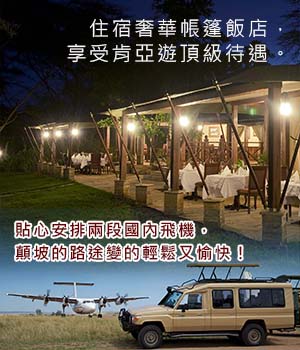 住宿奢華帳篷飯店，
享受肯亞遊頂級待遇。
貼心安排兩段國內飛機，
顛坡的路途變的輕鬆又愉快！